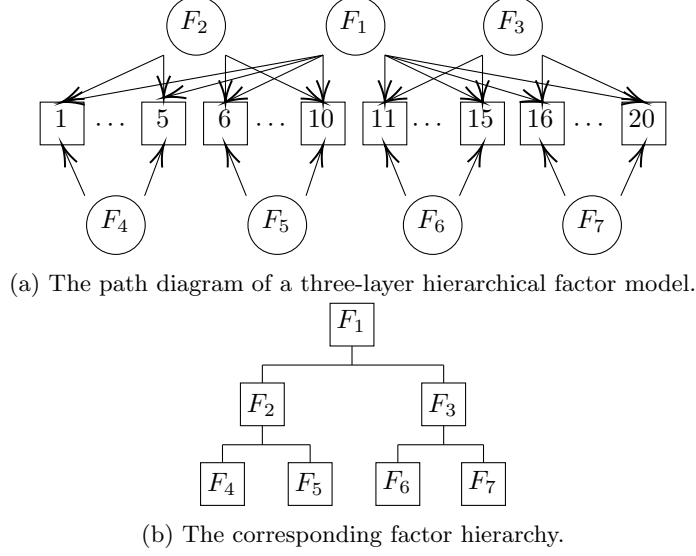 F₂ F₁ F₃
1 ... 5 6 ... 10 11 ... 15 16 ... 20
F₄ F₅ F₆ F₇
(a) The path diagram of a three-layer hierarchical factor model.
F₁
F₂ F₃
F₄ F₅ F₆ F₇
(b) The corresponding factor hierarchy.